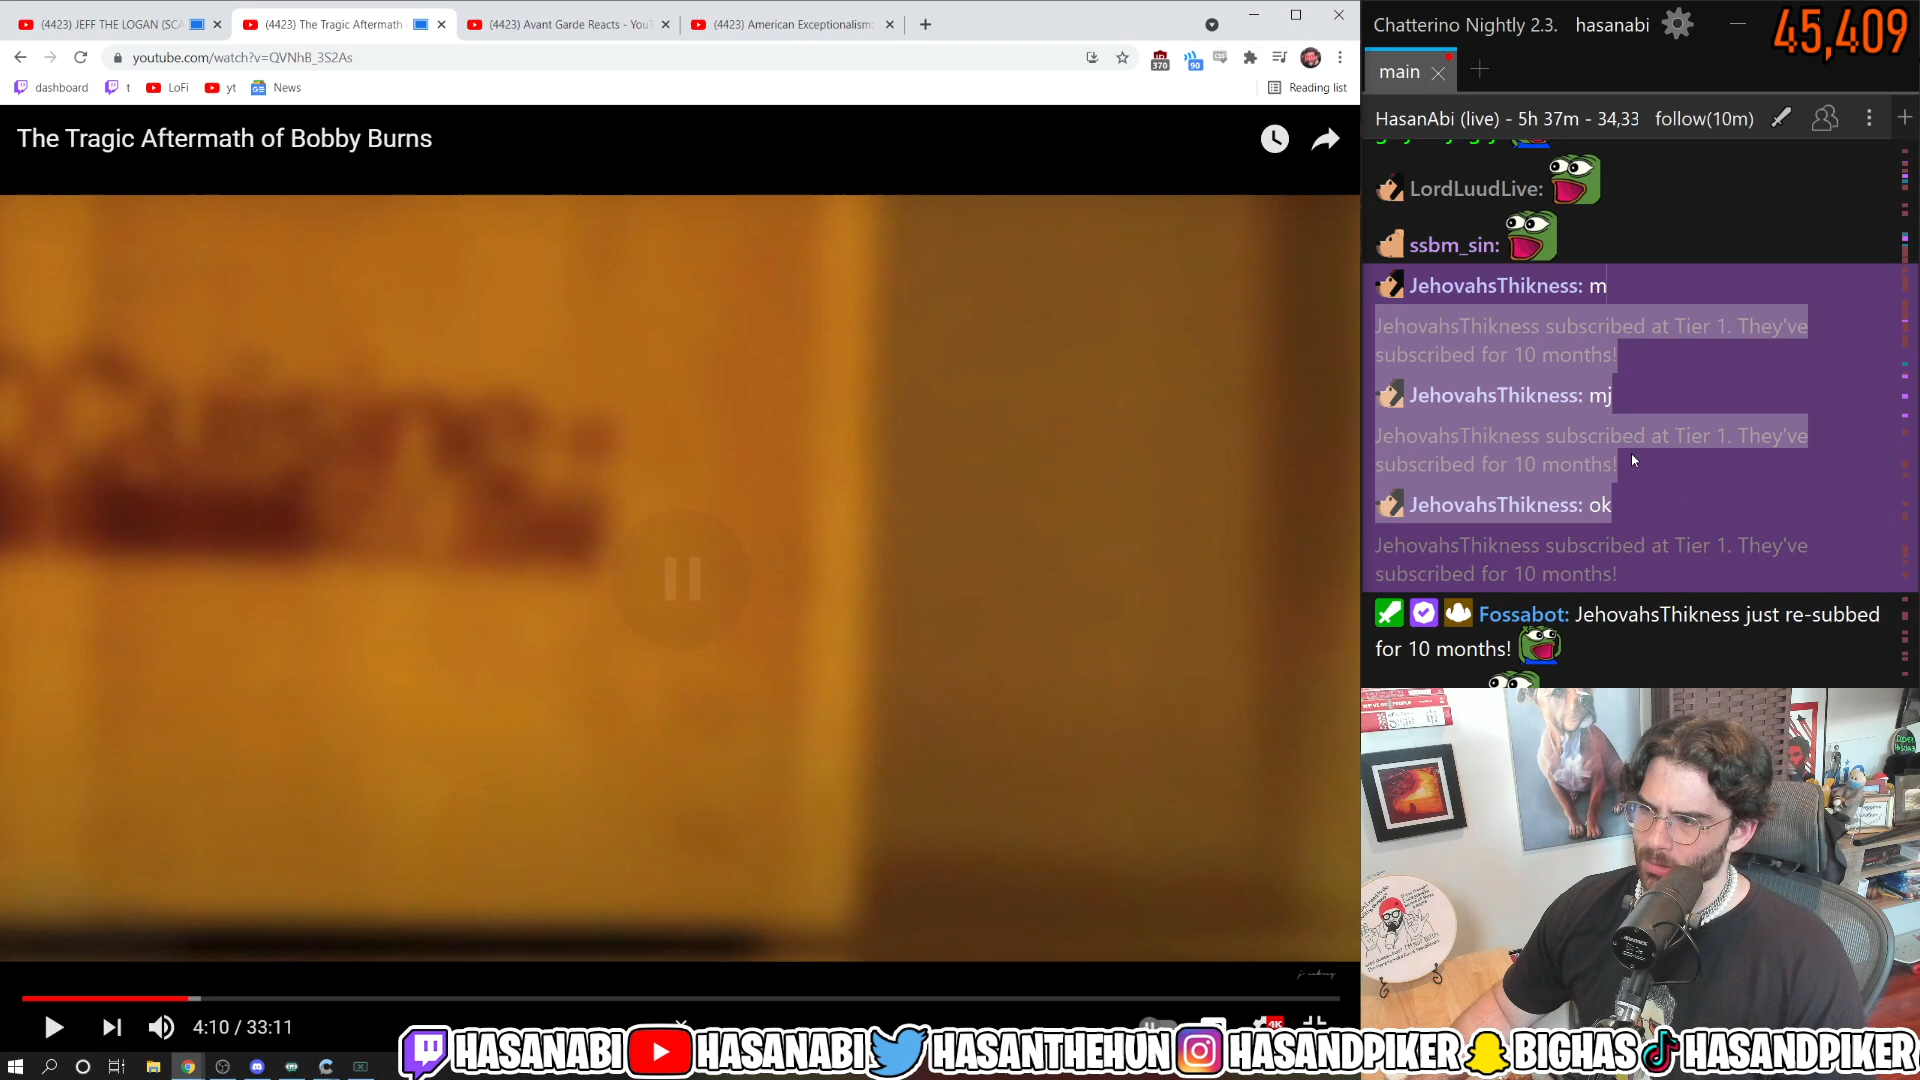 (4423) JEFF THE LOGAN (SCA
(4423) The Tragic Aftermath
(4423) Avant Garde Reacts - YouT
(4423) American Exceptionalism:
youtube.com/watch?v=QVNhB_3S2As
370
90
dashboard
t
LoFi
yt
News
Reading list
The Tragic Aftermath of Bobby Burns
4:10 / 33:11
4K
Chatterino Nightly 2.3.
hasanabi
45,409
main
HasanAbi (live) - 5h 37m - 34,33
follow(10m)
LordLuudLive:
ssbm_sin:
JehovahsThikness: m
JehovahsThikness subscribed at Tier 1. They've
subscribed for 10 months!
JehovahsThikness: mj
JehovahsThikness subscribed at Tier 1. They've
subscribed for 10 months!
JehovahsThikness: ok
JehovahsThikness subscribed at Tier 1. They've
subscribed for 10 months!
Fossabot: JehovahsThikness just re-subbed
for 10 months!
HASANABI
HASANABI
HASANTHEHUN
HASANDPIKER
BIGHAS
HASANDPIKER